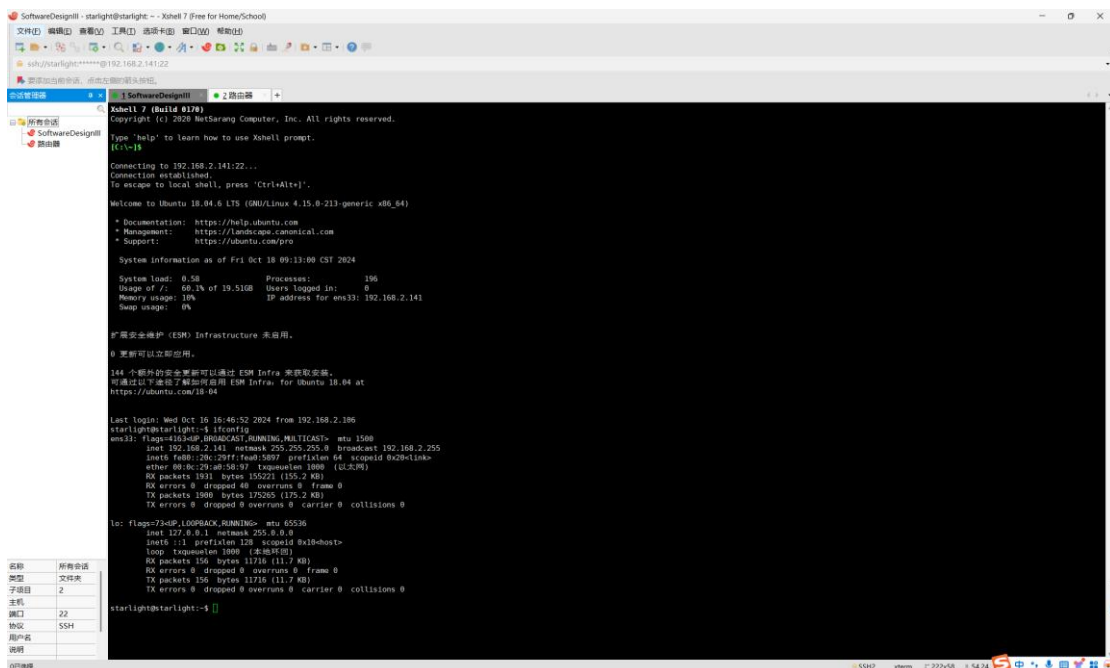 SoftwareDesignIII - starlight@starlight: ~ - Xshell 7 (Free for Home/School)
文件(F) 编辑(E) 查看(V) 工具(T) 选项卡(B) 窗口(W) 帮助(H)
ssh://starlight:******@192.168.2.141:22
要添加当前会话，点击左侧的箭头按钮。
会话管理器
所有会话
SoftwareDesignIII
路由器
1 SoftwareDesignIII
2 路由器
Xshell 7 (Build 0170)
Copyright (c) 2020 NetSarang Computer, Inc. All rights reserved.
Type `help' to learn how to use Xshell prompt.
[C:\~]$
Connecting to 192.168.2.141:22...
Connection established.
To escape to local shell, press 'Ctrl+Alt+]'.
Welcome to Ubuntu 18.04.6 LTS (GNU/Linux 4.15.0-213-generic x86_64)
* Documentation: https://help.ubuntu.com
* Management: https://landscape.canonical.com
* Support: https://ubuntu.com/pro
System information as of Fri Oct 18 09:13:00 CST 2024
System load: 0.58 Processes: 196
Usage of /: 60.1% of 19.51GB Users logged in: 0
Memory usage: 10% IP address for ens33: 192.168.2.141
Swap usage: 0%
扩展安全维护（ESM）Infrastructure 未启用。
0 更新可以立即应用。
144 个额外的安全更新可以通过 ESM Infra 来获取安装。
可通过以下途径了解如何启用 ESM Infra：for Ubuntu 18.04 at
https://ubuntu.com/18-04
Last login: Wed Oct 16 16:46:52 2024 from 192.168.2.106
starlight@starlight:~$ ifconfig
ens33: flags=4163<UP,BROADCAST,RUNNING,MULTICAST> mtu 1500
inet 192.168.2.141 netmask 255.255.255.0 broadcast 192.168.2.255
inet6 fe80::20c:29ff:fea0:5897 prefixlen 64 scopeid 0x20<link>
ether 00:0c:29:a0:58:97 txqueuelen 1000 (以太网)
RX packets 1931 bytes 155221 (155.2 KB)
RX errors 0 dropped 40 overruns 0 frame 0
TX packets 1900 bytes 175265 (175.2 KB)
TX errors 0 dropped 0 overruns 0 carrier 0 collisions 0
lo: flags=73<UP,LOOPBACK,RUNNING> mtu 65536
inet 127.0.0.1 netmask 255.0.0.0
inet6 ::1 prefixlen 128 scopeid 0x10<host>
loop txqueuelen 1000 (本地环回)
RX packets 156 bytes 11716 (11.7 KB)
RX errors 0 dropped 0 overruns 0 frame 0
TX packets 156 bytes 11716 (11.7 KB)
TX errors 0 dropped 0 overruns 0 carrier 0 collisions 0
starlight@starlight:~$
名称 所有会话
类型 文件夹
子项目 2
主机
端口 22
协议 SSH
用户名
说明
SSH2 xterm 222x58 54,24 中